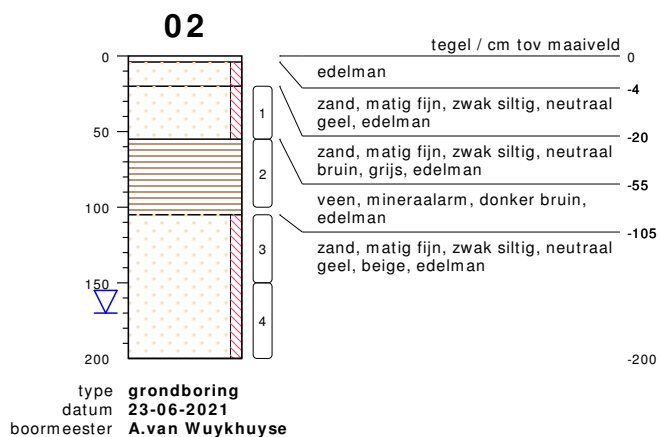 02
tegel / cm tov maaiveld
0
0
edelman
-4
zand, matig fijn, zwak siltig, neutraal
geel, edelman
1
-20
50
zand, matig fijn, zwak siltig, neutraal
bruin, grijs, edelman
2
-55
veen, mineraalarm, donker bruin,
edelman
100
-105
zand, matig fijn, zwak siltig, neutraal
geel, beige, edelman
3
150
4
200
-200
type grondboring
datum 23-06-2021
boormeester A.van Wuykhuyse